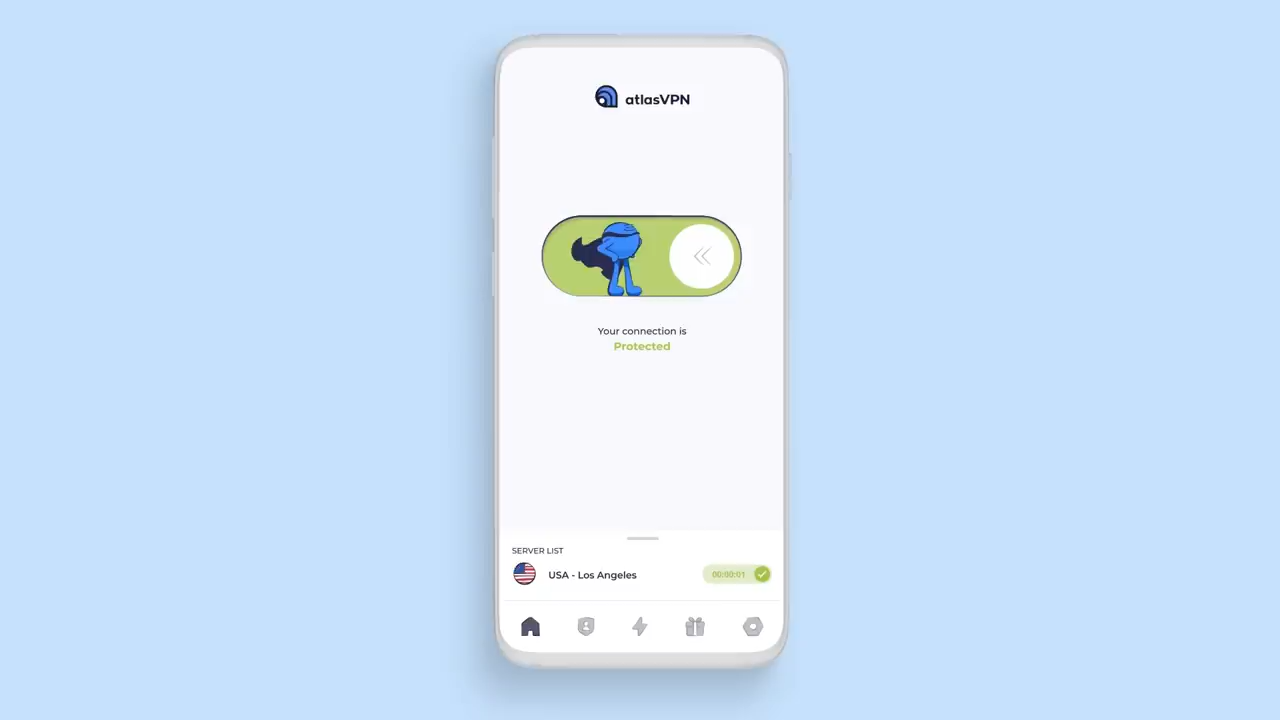 atlasVPN
Your connection is
Protected
SERVER LIST
USA - Los Angeles
00:00:01